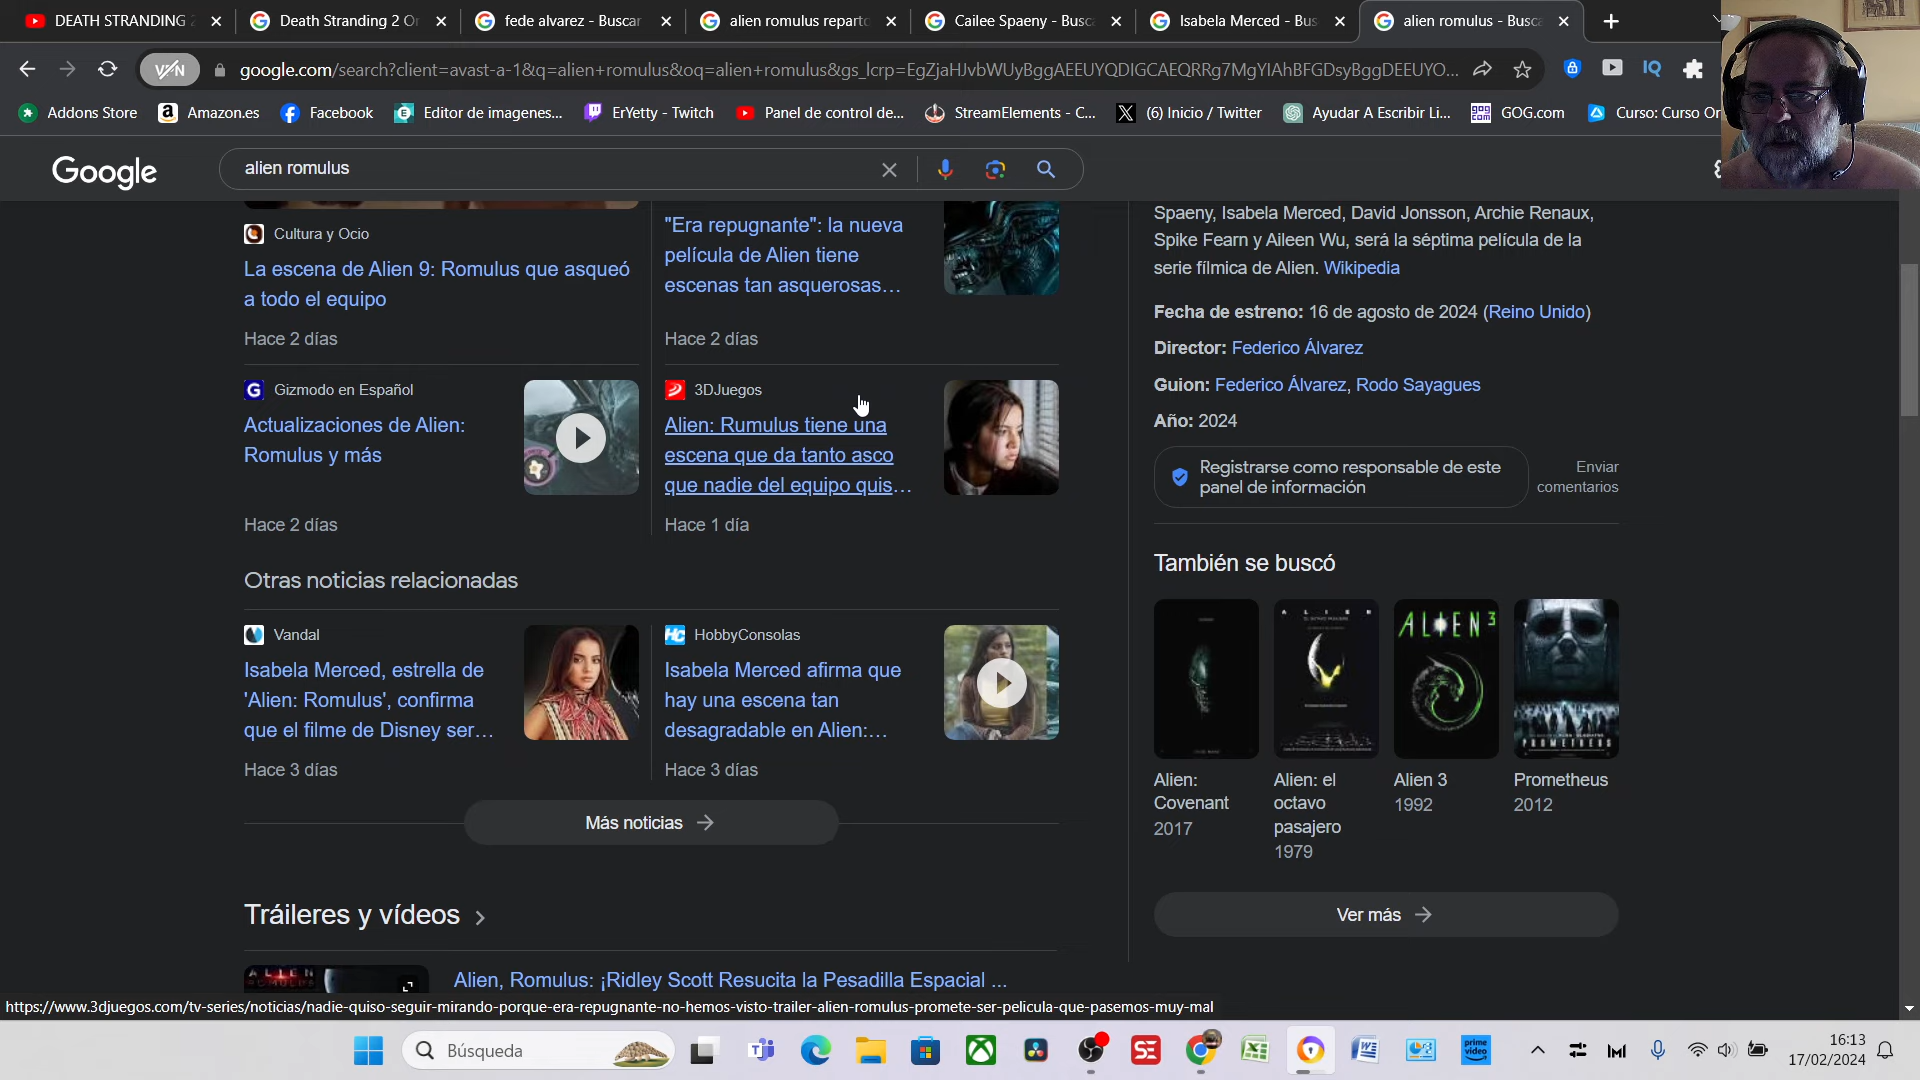 DEATH STRANDING 2
Death Stranding 2 On
fede alvarez - Buscar
alien romulus reparto
Cailee Spaeny - Busc
Isabela Merced - Bus
alien romulus - Busca
VPN
google.com/search?client=avast-a-1&q=alien+romulus&oq=alien+romulus&gs_lcrp=EgZjaHJvbWUyBggAEEUYQDIGCAEQRRg7MgYIAhBFGDsyBggDEEUYO...
Addons Store
Amazon.es
Facebook
Editor de imagenes...
ErYetty - Twitch
Panel de control de...
StreamElements - C...
(6) Inicio / Twitter
Ayudar A Escribir Li...
GOG.com
Curso: Curso Or
Google
alien romulus
Cultura y Ocio
La escena de Alien 9: Romulus que asqueó
a todo el equipo
Hace 2 días
"Era repugnante": la nueva
película de Alien tiene
escenas tan asquerosas...
Hace 2 días
Gizmodo en Español
Actualizaciones de Alien:
Romulus y más
Hace 2 días
3DJuegos
Alien: Rumulus tiene una
escena que da tanto asco
que nadie del equipo quis...
Hace 1 día
Otras noticias relacionadas
Vandal
Isabela Merced, estrella de
'Alien: Romulus', confirma
que el filme de Disney ser...
Hace 3 días
HobbyConsolas
Isabela Merced afirma que
hay una escena tan
desagradable en Alien:...
Hace 3 días
Más noticias
Tráileres y vídeos
ALIEN
Alien, Romulus: ¡Ridley Scott Resucita la Pesadilla Espacial ...
Spaeny, Isabela Merced, David Jonsson, Archie Renaux,
Spike Fearn y Aileen Wu, será la séptima película de la
serie fílmica de Alien. Wikipedia
Fecha de estreno: 16 de agosto de 2024 (Reino Unido)
Director: Federico Álvarez
Guion: Federico Álvarez, Rodo Sayagues
Año: 2024
Registrarse como responsable de este
panel de información
Enviar
comentarios
También se buscó
ALIEN
ALIEN 3
PROMETHEUS
Alien:
Covenant
2017
Alien: el
octavo
pasajero
1979
Alien 3
1992
Prometheus
2012
Ver más
https://www.3djuegos.com/tv-series/noticias/nadie-quiso-seguir-mirando-porque-era-repugnante-no-hemos-visto-trailer-alien-romulus-promete-ser-pelicula-que-pasemos-muy-mal
Búsqueda
prime
video
16:13
17/02/2024